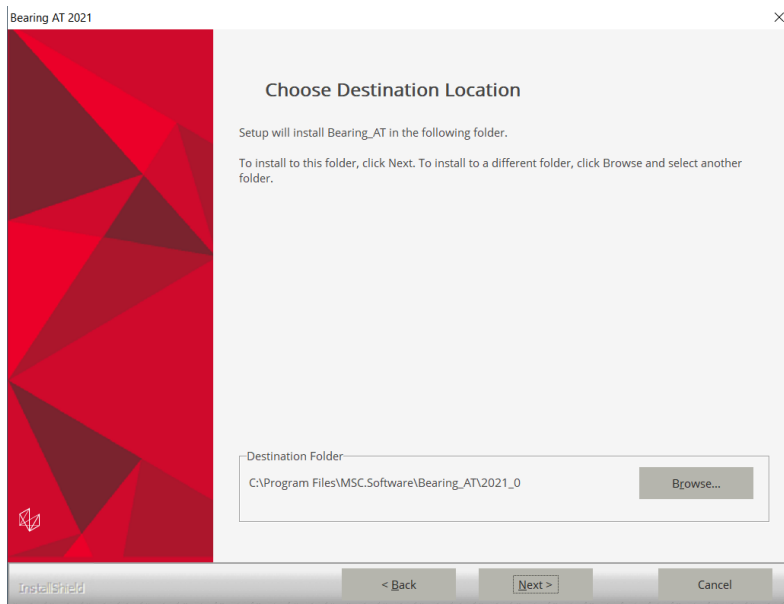 Bearing AT 2021
Choose Destination Location
Setup will install Bearing_AT in the following folder.
To install to this folder, click Next. To install to a different folder, click Browse and select another
folder.
Destination Folder
C:\Program Files\MSC.Software\Bearing_AT\2021_0
Browse...
InstallShield
< Back
Next >
Cancel